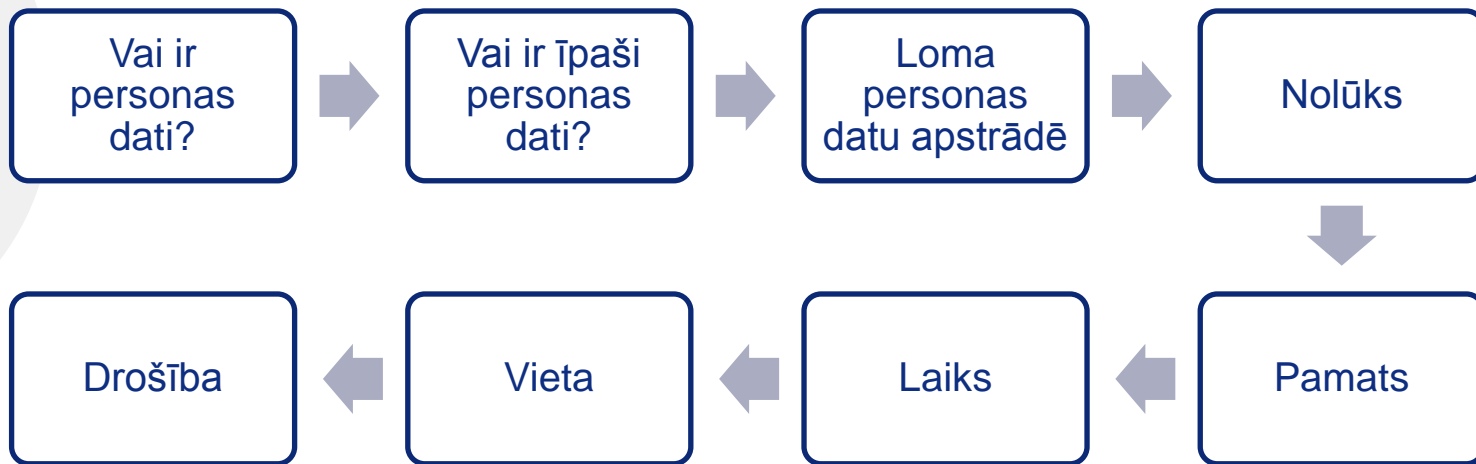 Vai ir
personas
dati?
Vai ir īpaši
personas
dati?
Loma
personas
datu apstrādē
Nolūks
Pamats
Laiks
Vieta
Drošība